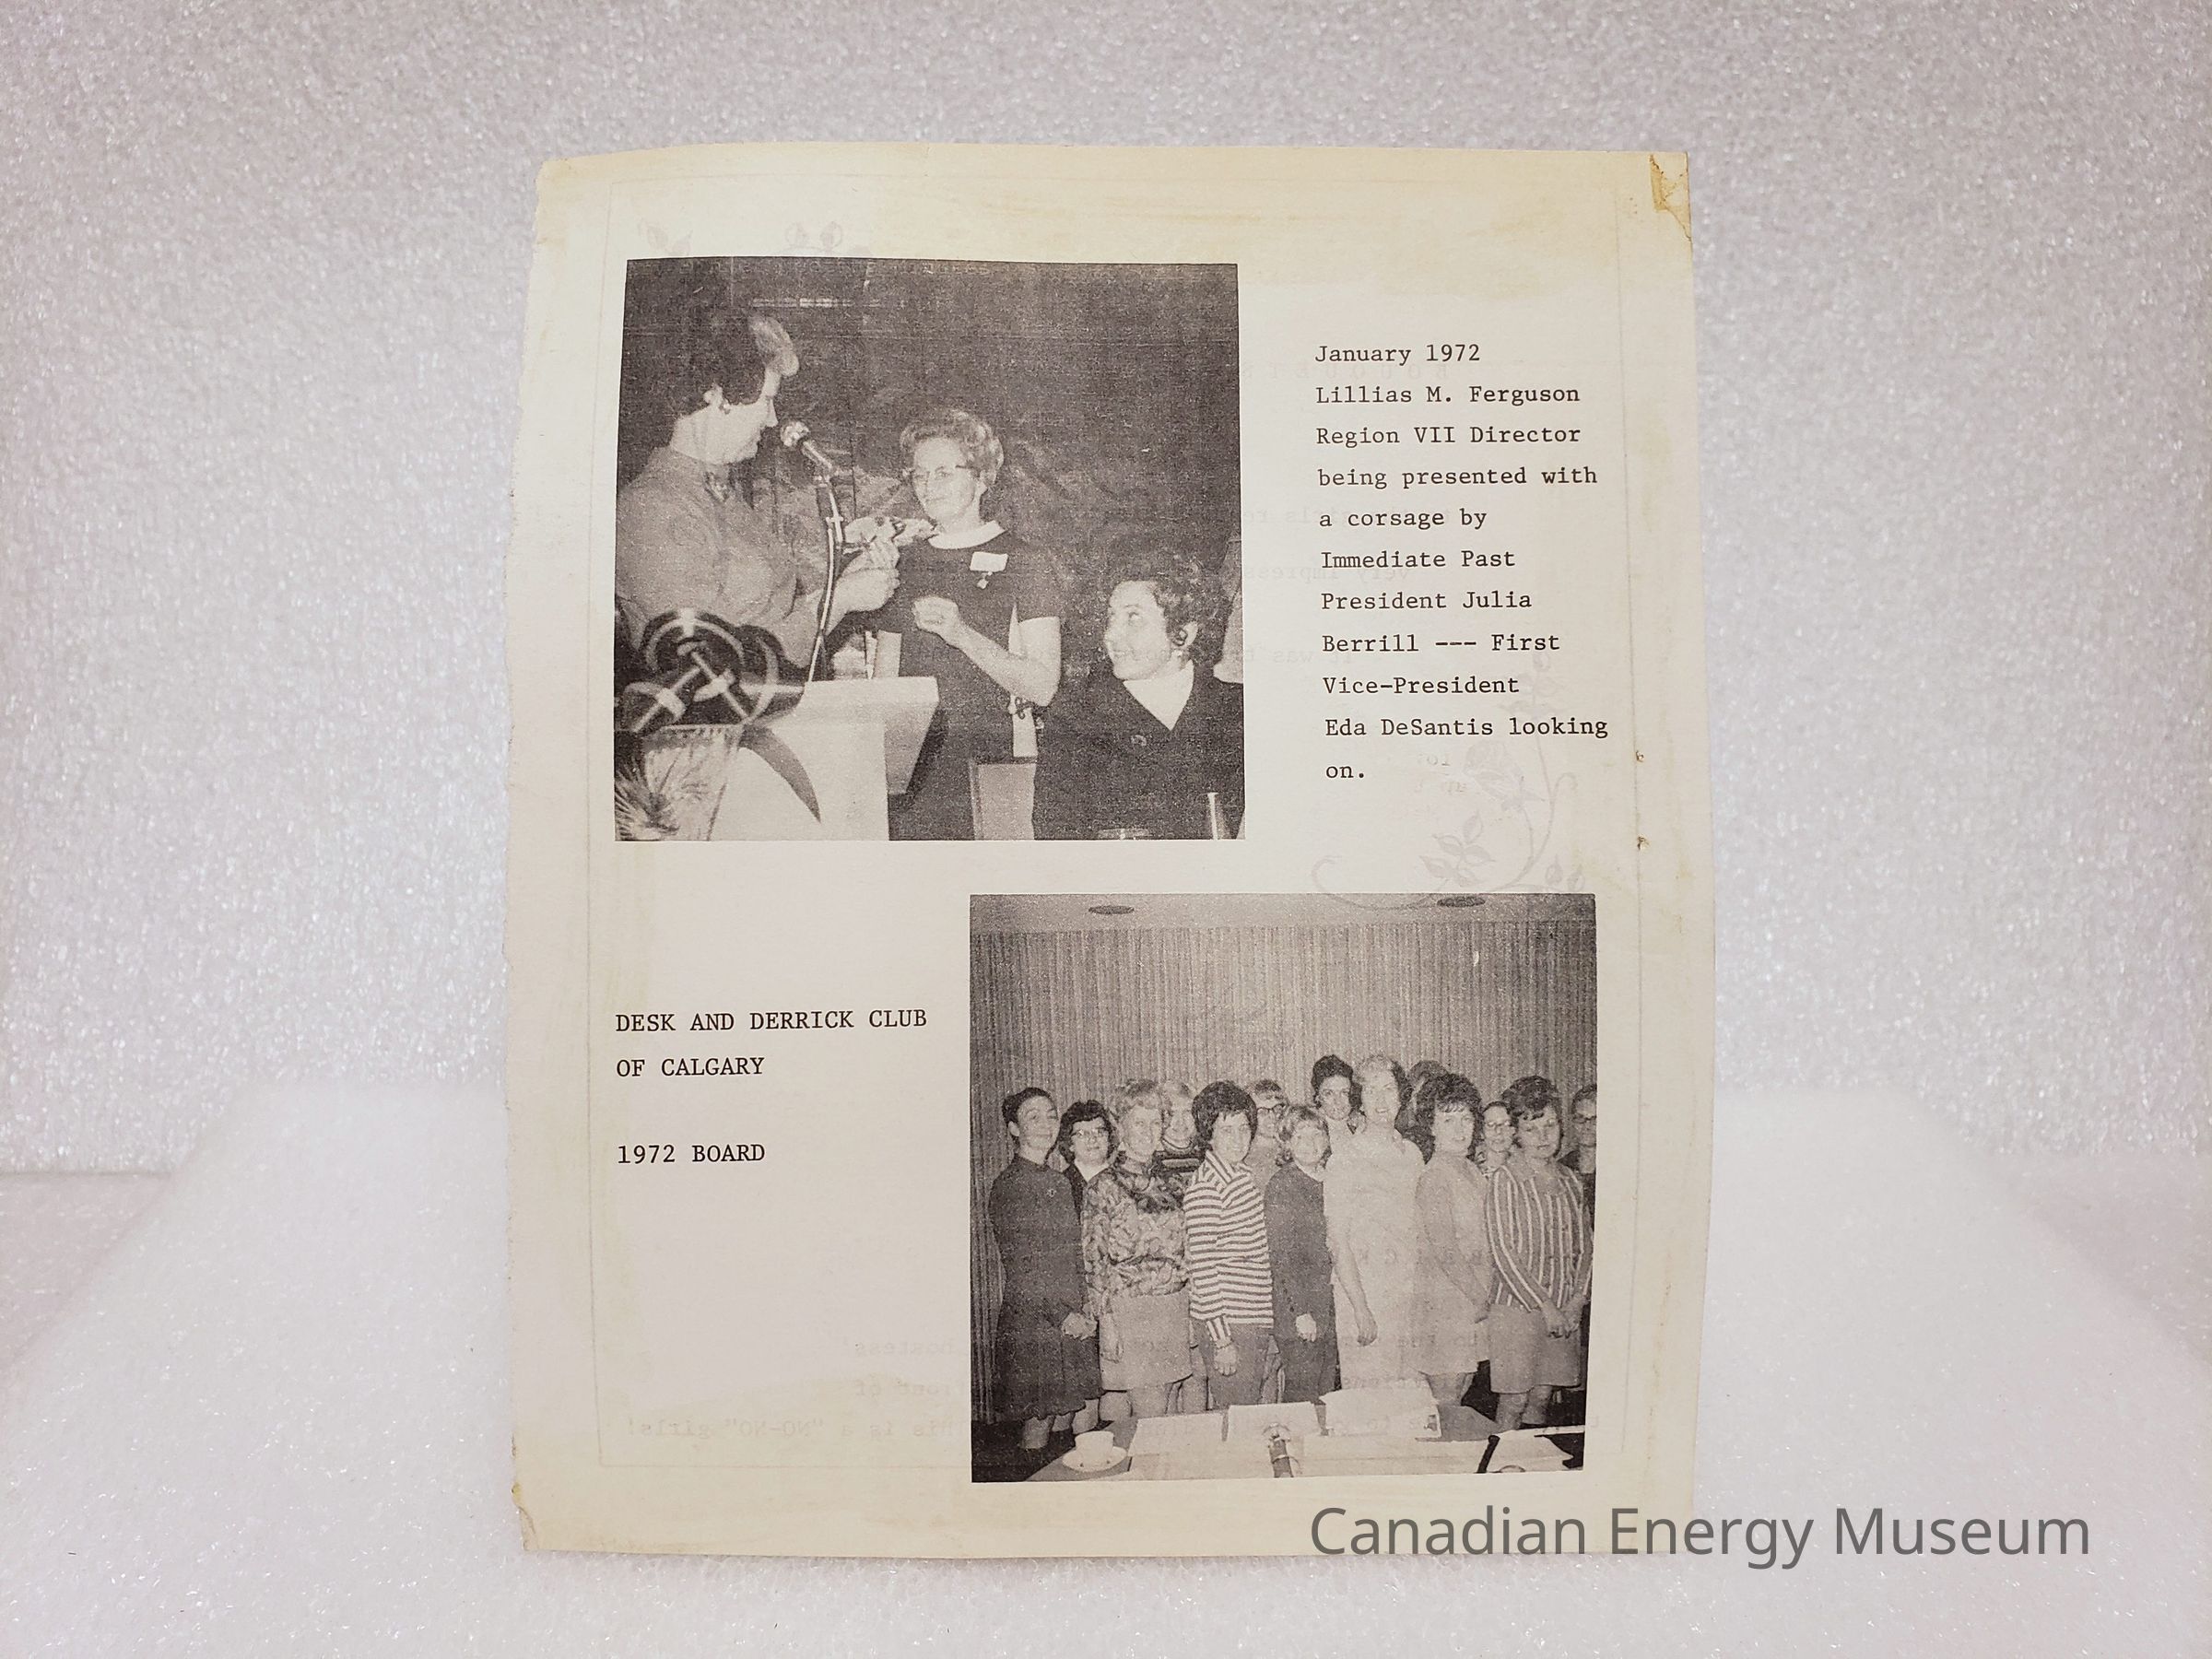 January 1972
Lillias M. Ferguson
Region VII Director
being presented with
a corsage by
Immediate Past
President Julia
Berrill --- First
Vice-President
Eda DeSantis looking
on.
DESK AND DERRICK CLUB
OF CALGARY
1972 BOARD
Canadian Energy Museum